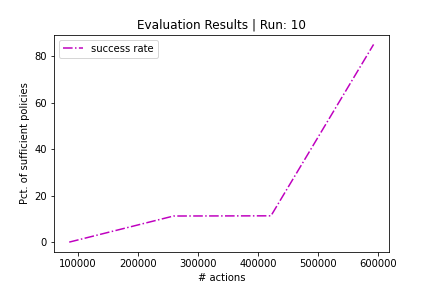 Evaluation Results | Run: 10
success rate
Pct. of sufficient policies
80
60
40
20
0
100000 200000 300000 400000 500000 600000
# actions